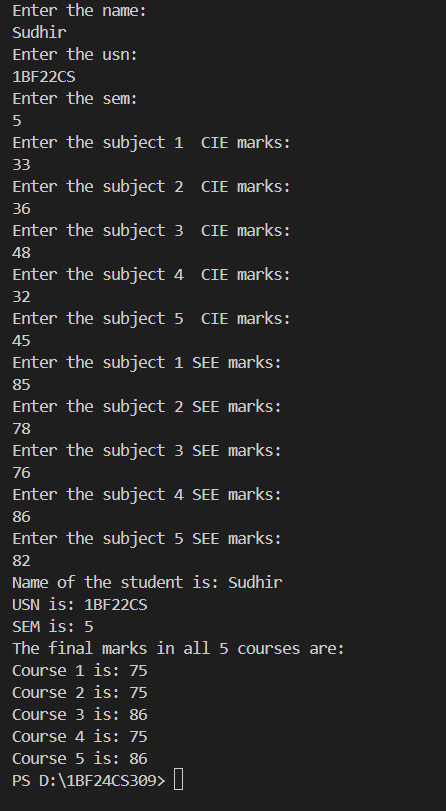 Enter the name:
Sudhir
Enter the usn:
1BF22CS
Enter the sem:
5
Enter the subject 1  CIE marks:
33
Enter the subject 2  CIE marks:
36
Enter the subject 3  CIE marks:
48
Enter the subject 4  CIE marks:
32
Enter the subject 5  CIE marks:
45
Enter the subject 1 SEE marks:
85
Enter the subject 2 SEE marks:
78
Enter the subject 3 SEE marks:
76
Enter the subject 4 SEE marks:
86
Enter the subject 5 SEE marks:
82
Name of the student is: Sudhir
USN is: 1BF22CS
SEM is: 5
The final marks in all 5 courses are:
Course 1 is: 75
Course 2 is: 75
Course 3 is: 86
Course 4 is: 75
Course 5 is: 86
PS D:\1BF24CS309>